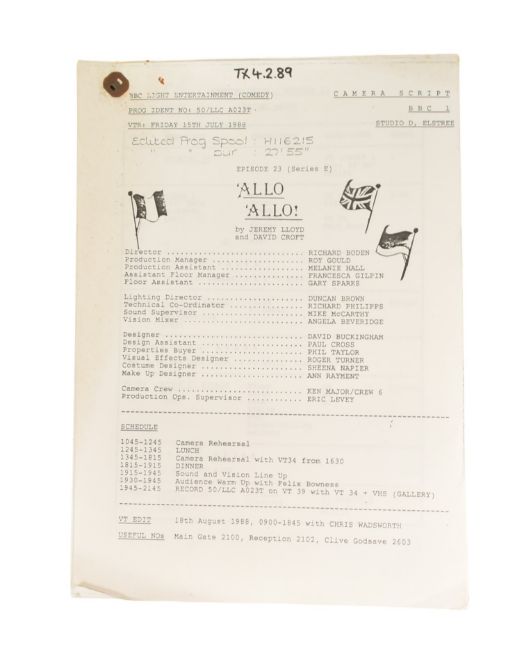 TX 4.2.89
BBC LIGHT ENTERTAINMENT (COMEDY) CAMERA SCRIPT
PROG IDENT NO: 50/LLC A023T BBC 1
VTR: FRIDAY 15TH JULY 1988 STUDIO D, ELSTREE
Edited Prog Spool : H116215
" " Dur : 27'55"
EPISODE 23 (Series E)
'ALLO
'ALLO!
by JEREMY LLOYD
and DAVID CROFT
Director ............................ RICHARD BODEN
Production Manager .................. ROY GOULD
Production Assistant ................ MELANIE HALL
Assistant Floor Manager ............. FRANCESCA GILPIN
Floor Assistant ..................... GARY SPARKS
Lighting Director ................... DUNCAN BROWN
Technical Co-Ordinator .............. RICHARD PHILIPPS
Sound Supervisor .................... MIKE McCARTHY
Vision Mixer ........................ ANGELA BEVERIDGE
Designer ............................ DAVID BUCKINGHAM
Design Assistant .................... PAUL CROSS
Properties Buyer .................... PHIL TAYLOR
Visual Effects Designer ............. ROGER TURNER
Costume Designer .................... SHEENA NAPIER
Make Up Designer .................... ANN RAYMENT
Camera Crew ......................... KEN MAJOR/CREW 6
Production Ops. Supervisor .......... ERIC LEVEY
SCHEDULE
1045-1245 Camera Rehearsal
1245-1345 LUNCH
1345-1815 Camera Rehearsal with VT34 from 1630
1815-1915 DINNER
1915-1945 Sound and Vision Line Up
1930-1945 Audience Warm Up with Felix Bowness
1945-2145 RECORD 50/LLC A023T on VT 39 with VT 34 + VHS (GALLERY)
VT EDIT 18th August 1988, 0900-1845 with CHRIS WADSWORTH
USEFUL NOs Main Gate 2100, Reception 2102, Clive Godsave 2603